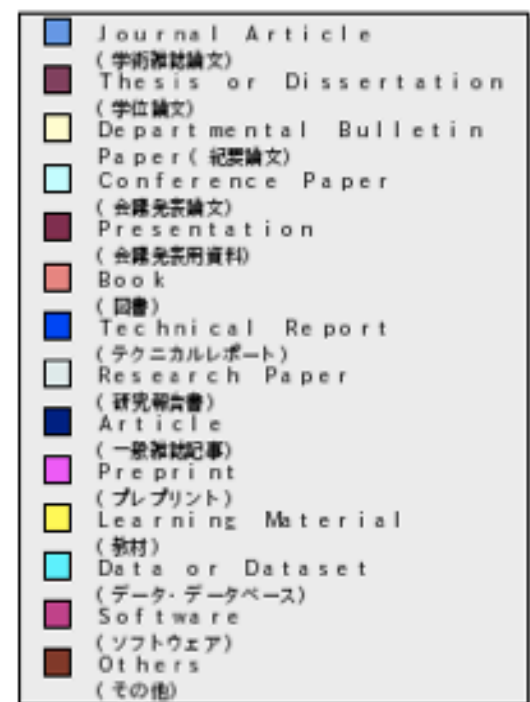 Journal Article
(学術雑誌論文)
Thesis or Dissertation
(学位論文)
Departmental Bulletin
Paper(紀要論文)
Conference Paper
(会議発表論文)
Presentation
(会議発表用資料)
Book
(図書)
Technical Report
(テクニカルレポート)
Research Paper
(研究報告書)
Article
(一般雑誌記事)
Preprint
(プレプリント)
Learning Material
(教材)
Data or Dataset
(データ・データベース)
Software
(ソフトウェア)
Others
(その他)